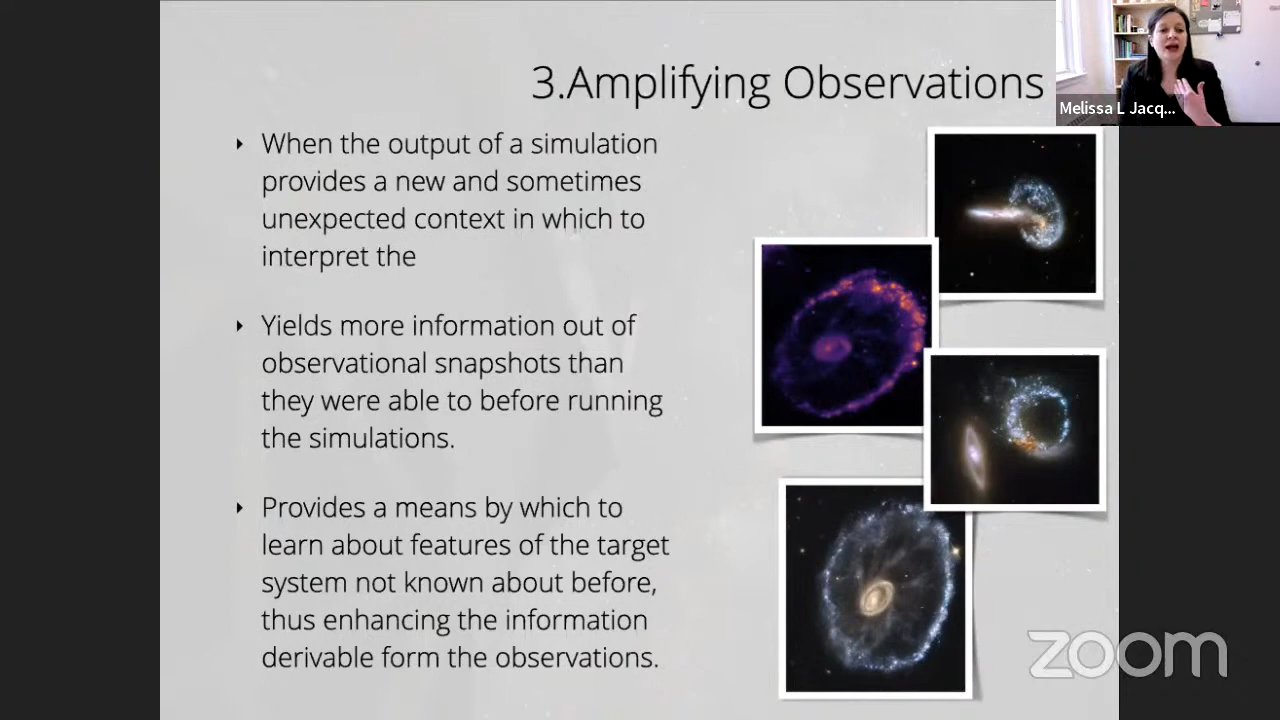 3.Amplifying Observations
Melissa L Jacq...
When the output of a simulation
provides a new and sometimes
unexpected context in which to
interpret the
Yields more information out of
observational snapshots than
they were able to before running
the simulations.
Provides a means by which to
learn about features of the target
system not known about before,
thus enhancing the information
derivable form the observations.
zoom